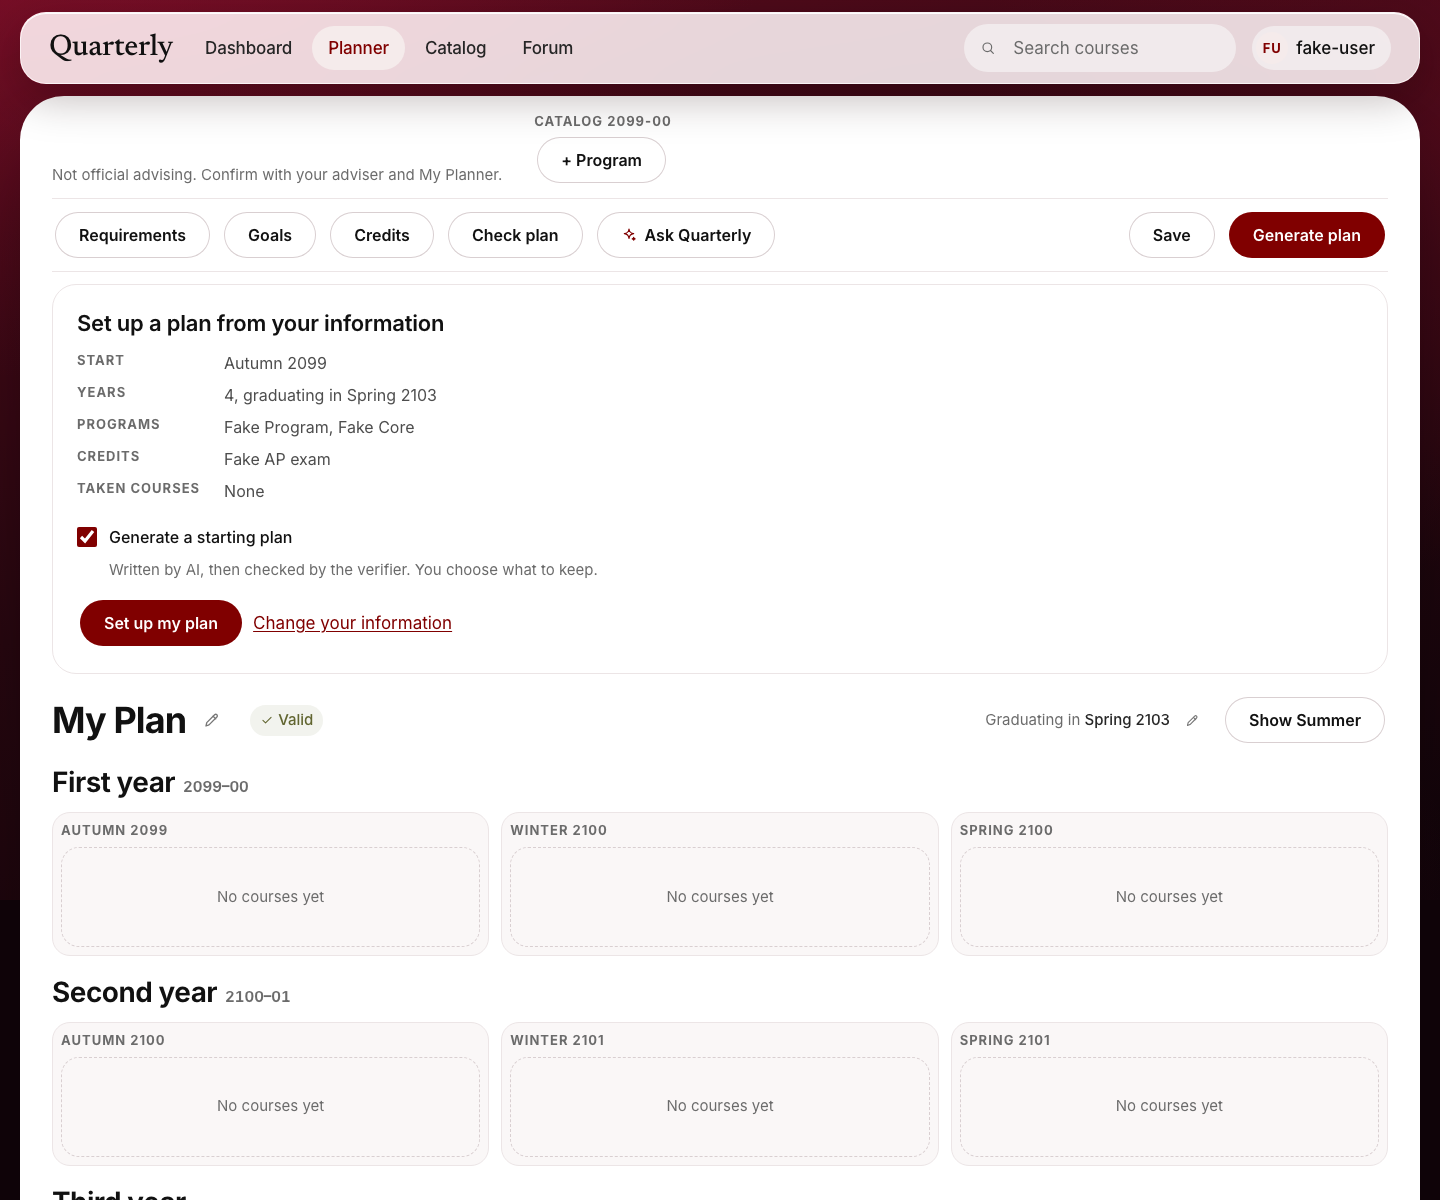 Quarterly Dashboard Planner Catalog Forum Search courses FU fake-user
CATALOG 2099-00
Not official advising. Confirm with your adviser and My Planner. + Program
Requirements Goals Credits Check plan Ask Quarterly Save Generate plan
Set up a plan from your information
START Autumn 2099
YEARS 4, graduating in Spring 2103
PROGRAMS Fake Program, Fake Core
CREDITS Fake AP exam
TAKEN COURSES None
Generate a starting plan
Written by AI, then checked by the verifier. You choose what to keep.
Set up my plan Change your information
My Plan Valid Graduating in Spring 2103 Show Summer
First year 2099–00
AUTUMN 2099 WINTER 2100 SPRING 2100
No courses yet No courses yet No courses yet
Second year 2100–01
AUTUMN 2100 WINTER 2101 SPRING 2101
No courses yet No courses yet No courses yet
Third year